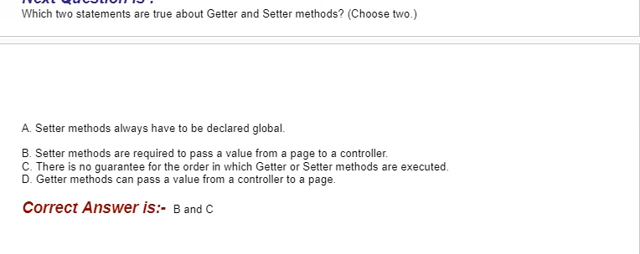 Next Question is :
Which two statements are true about Getter and Setter methods? (Choose two.)
A. Setter methods always have to be declared global.
B. Setter methods are required to pass a value from a page to a controller.
C. There is no guarantee for the order in which Getter or Setter methods are executed.
D. Getter methods can pass a value from a controller to a page.
Correct Answer is:- B and C